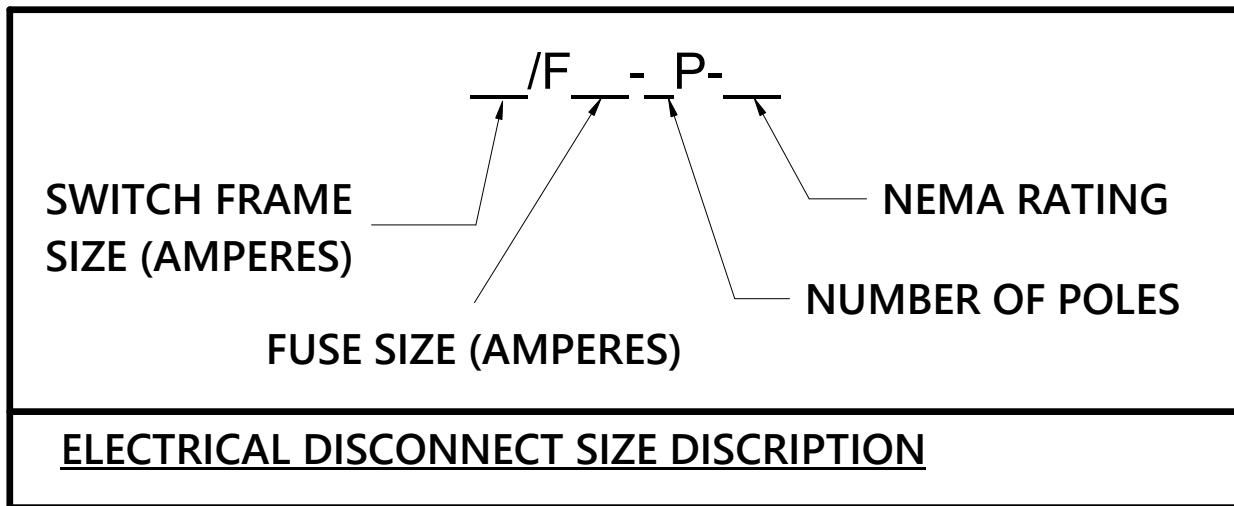 __/F__-_P-__
SWITCH FRAME
SIZE (AMPERES)
NEMA RATING
NUMBER OF POLES
FUSE SIZE (AMPERES)
ELECTRICAL DISCONNECT SIZE DISCRIPTION